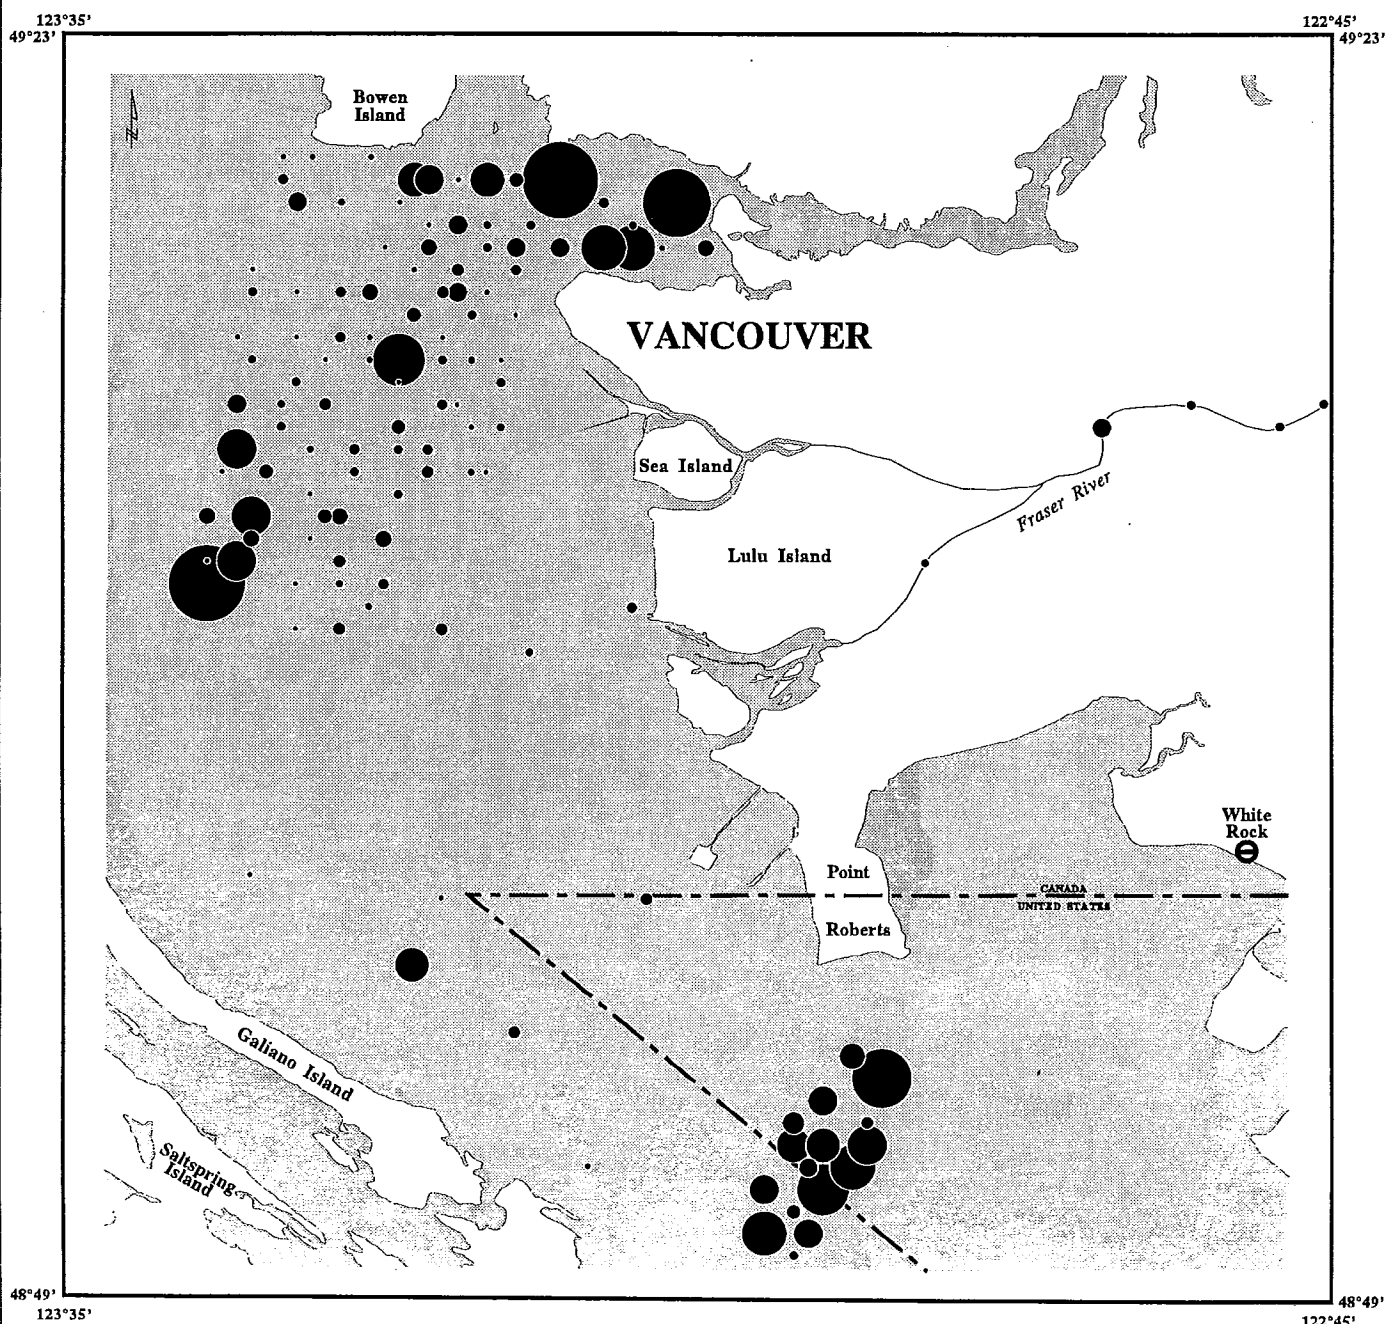 123°35'
122°45'
49°23'
49°23'
Bowen
Island
N
VANCOUVER
Sea Island
Fraser River
Lulu Island
White
Rock
Point
CANADA
UNITED STATES
Roberts
Galiano Island
Saltspring
Island
48°49'
48°49'
123°35'
122°45'